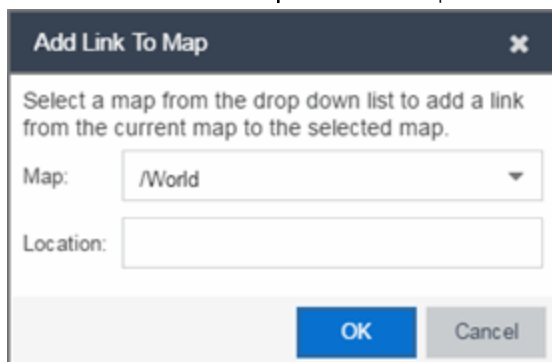 Add Link To Map
Select a map from the drop down list to add a link
from the current map to the selected map.
Map: /World
Location:
OK Cancel